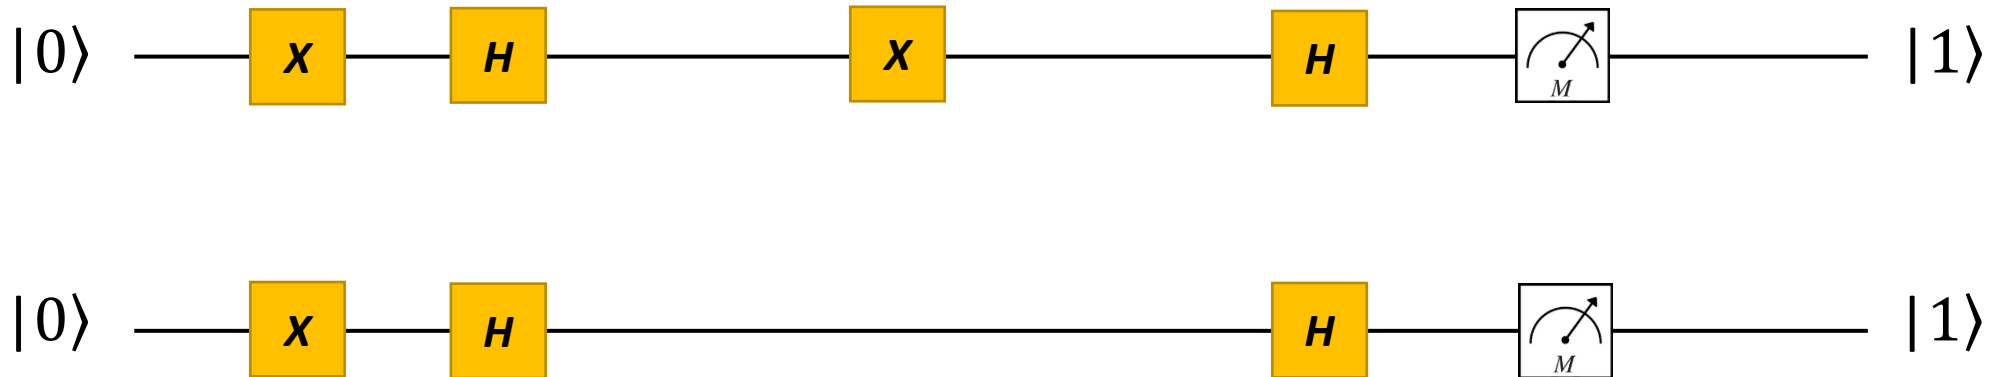 |0⟩ X H X H M |1⟩
|0⟩ X H H M |1⟩